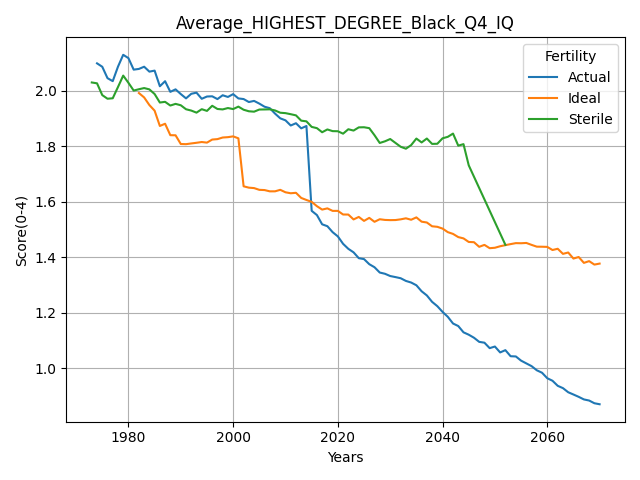 Average_HIGHEST_DEGREE_Black_Q4_IQ
Fertility
Actual
Ideal
Sterile
Score(0-4)
2.0
1.8
1.6
1.4
1.2
1.0
1980 2000 2020 2040 2060
Years